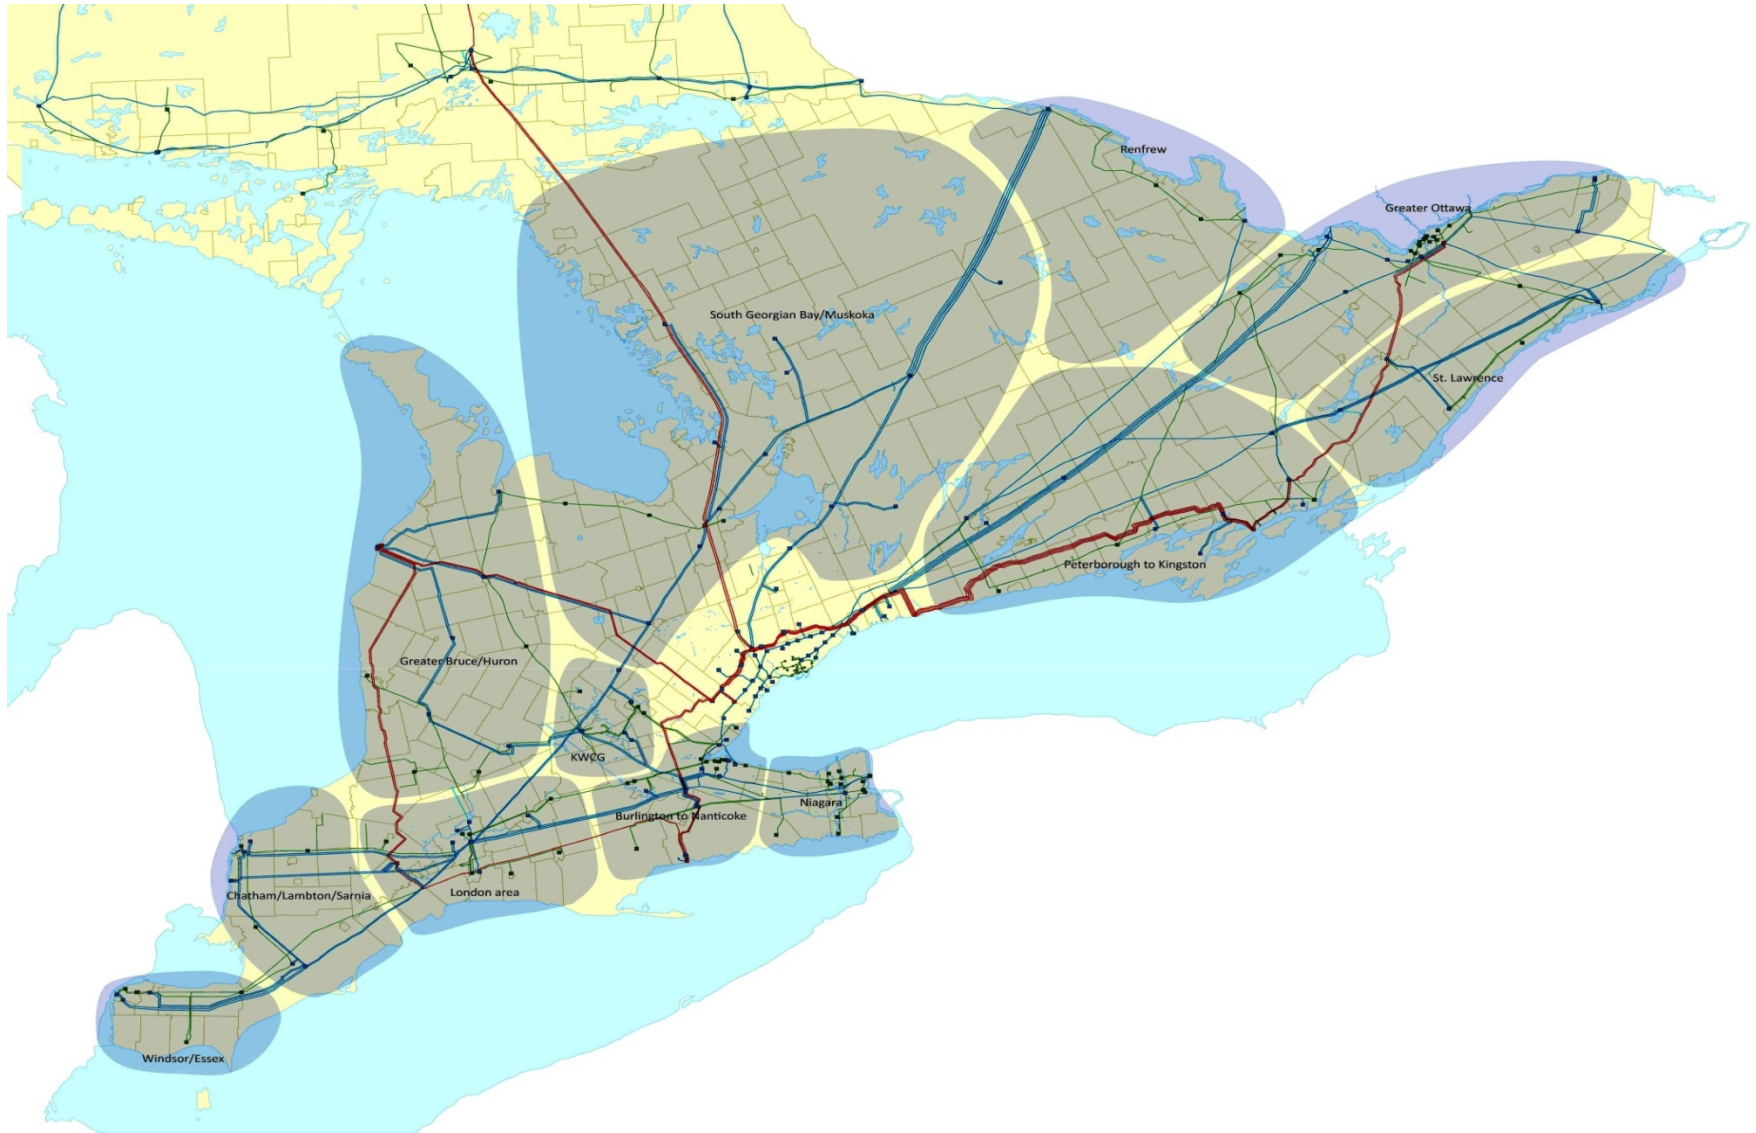 Renfrew
Greater Ottawa
South Georgian Bay/Muskoka
St. Lawrence
Peterborough to Kingston
Greater Bruce/Huron
KWCG
Niagara
Burlington to Nanticoke
London area
Chatham/Lambton/Sarnia
Windsor/Essex